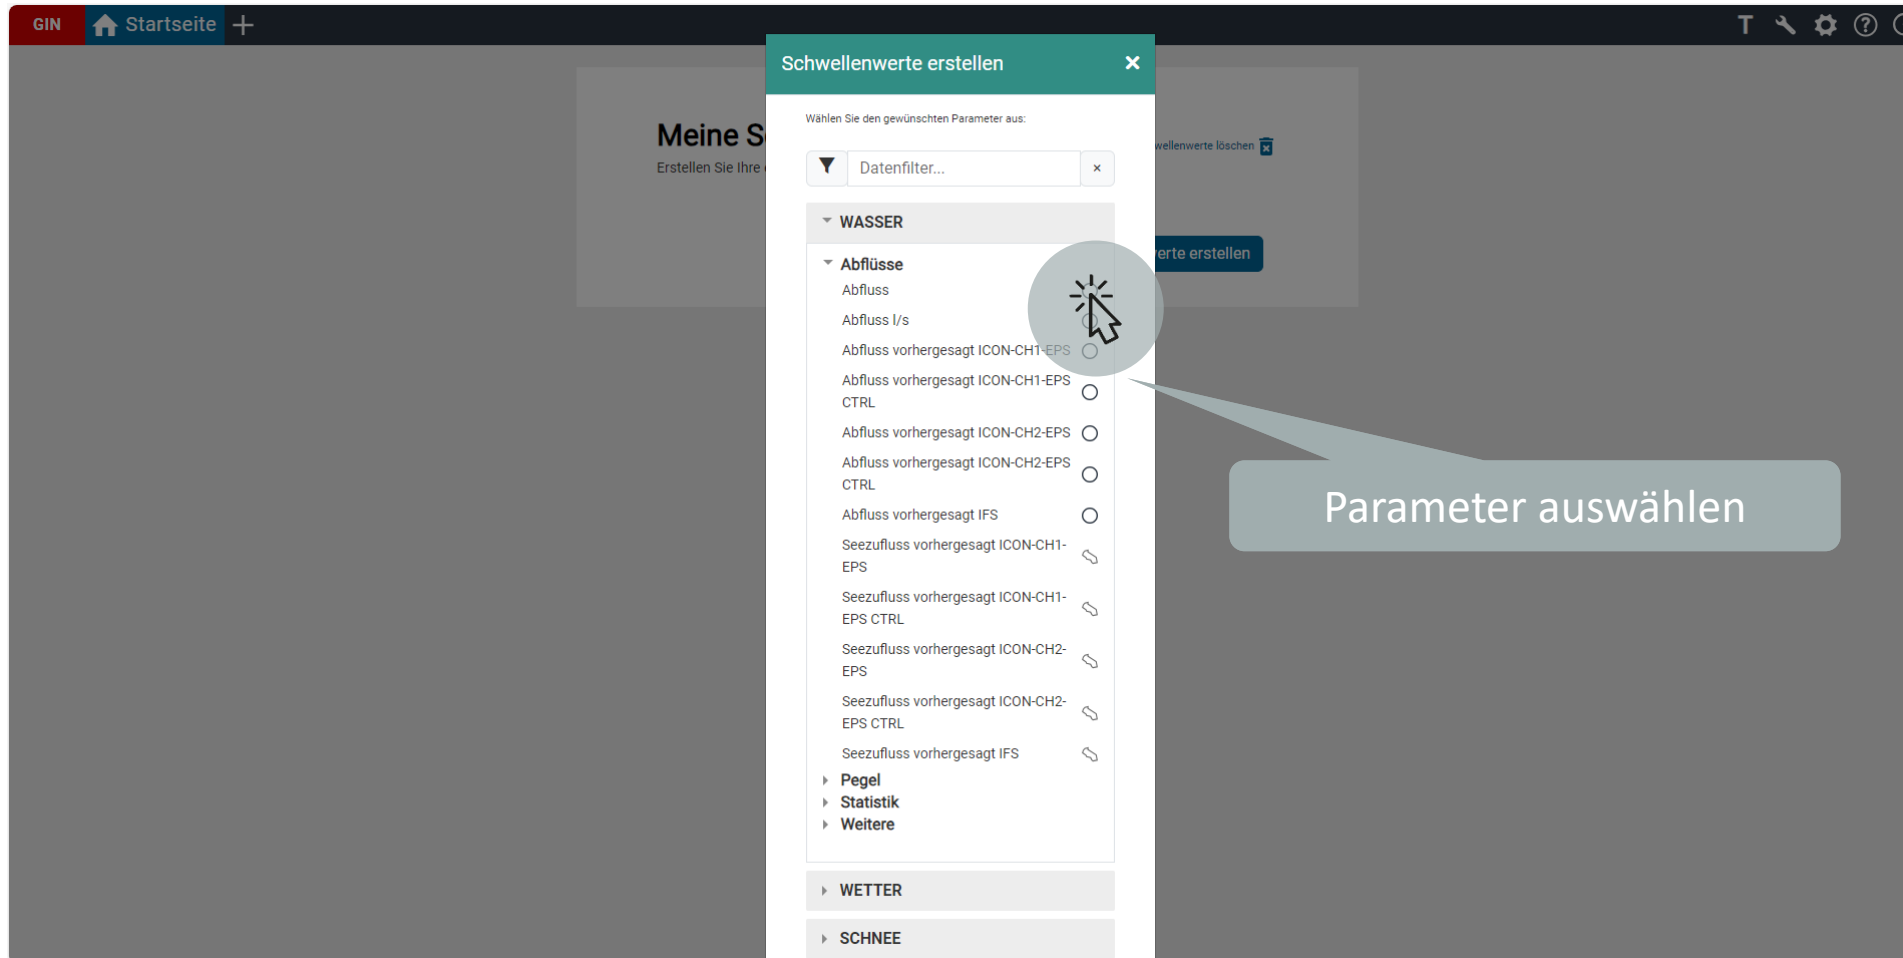 GIN Startseite
T
Schwellenwerte erstellen
Wählen Sie den gewünschten Parameter aus:
Meine S
Erstellen Sie Ihre
wellenwerte löschen
Datenfilter...
WASSER
erte erstellen
Abflüsse
Abfluss
Abfluss l/s
Abfluss vorhergesagt ICON-CH1-EPS
Abfluss vorhergesagt ICON-CH1-EPS
CTRL
Abfluss vorhergesagt ICON-CH2-EPS
Abfluss vorhergesagt ICON-CH2-EPS
CTRL
Abfluss vorhergesagt IFS
Seezufluss vorhergesagt ICON-CH1-
EPS
Seezufluss vorhergesagt ICON-CH1-
EPS CTRL
Seezufluss vorhergesagt ICON-CH2-
EPS
Seezufluss vorhergesagt ICON-CH2-
EPS CTRL
Seezufluss vorhergesagt IFS
Pegel
Statistik
Weitere
WETTER
SCHNEE
Parameter auswählen